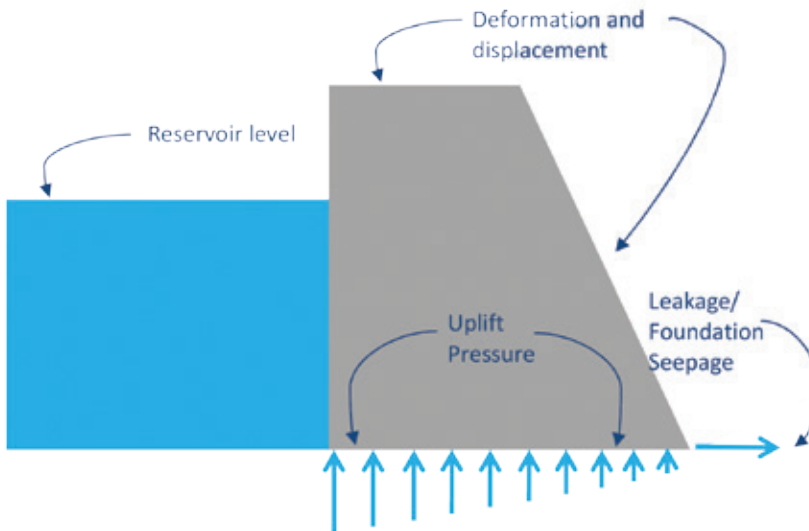 Deformation and
displacement
Reservoir level
Uplift
Pressure
Leakage/
Foundation
Seepage